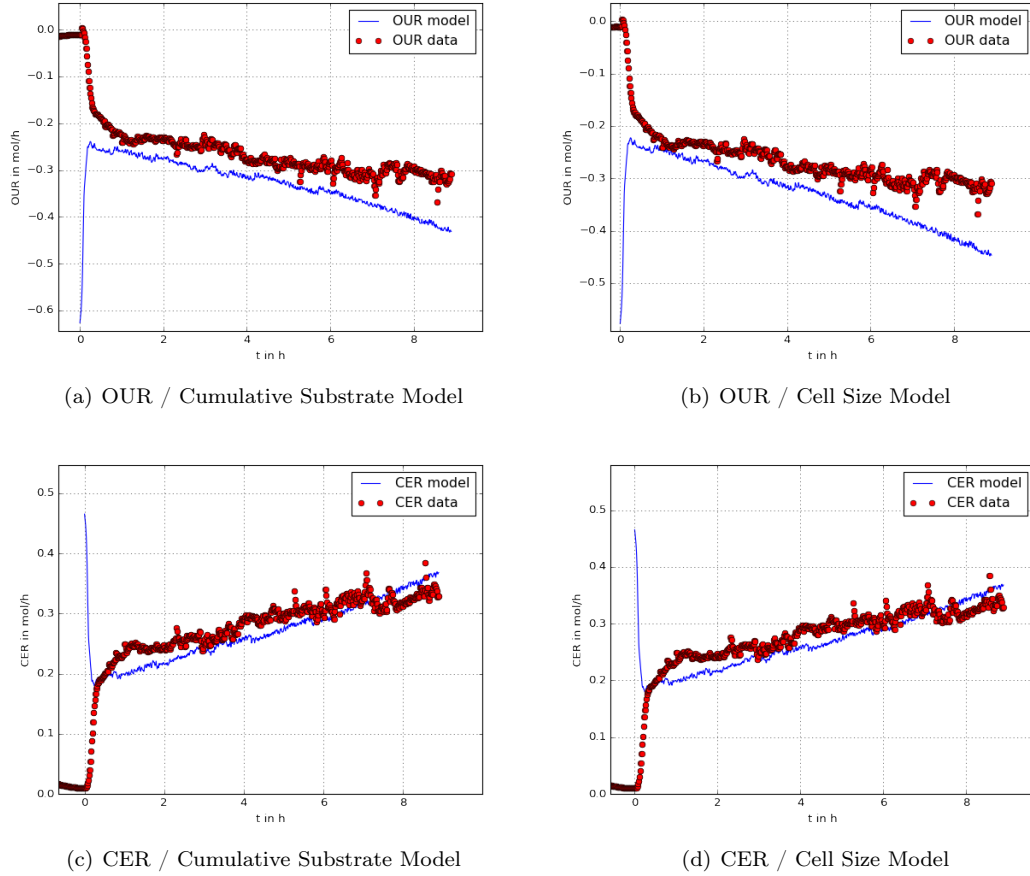 0.0
−0.1
−0.2
−0.3
−0.4
−0.5
−0.6
OUR in mol/h
0 2 4 6 8
t in h
OUR model
OUR data
(a) OUR / Cumulative Substrate Model
0.0
−0.1
−0.2
−0.3
−0.4
−0.5
OUR in mol/h
0 2 4 6 8
t in h
OUR model
OUR data
(b) OUR / Cell Size Model
0.5
0.4
0.3
0.2
0.1
0.0
CER in mol/h
0 2 4 6 8
t in h
CER model
CER data
(c) CER / Cumulative Substrate Model
0.5
0.4
0.3
0.2
0.1
0.0
CER in mol/h
0 2 4 6 8
t in h
CER model
CER data
(d) CER / Cell Size Model